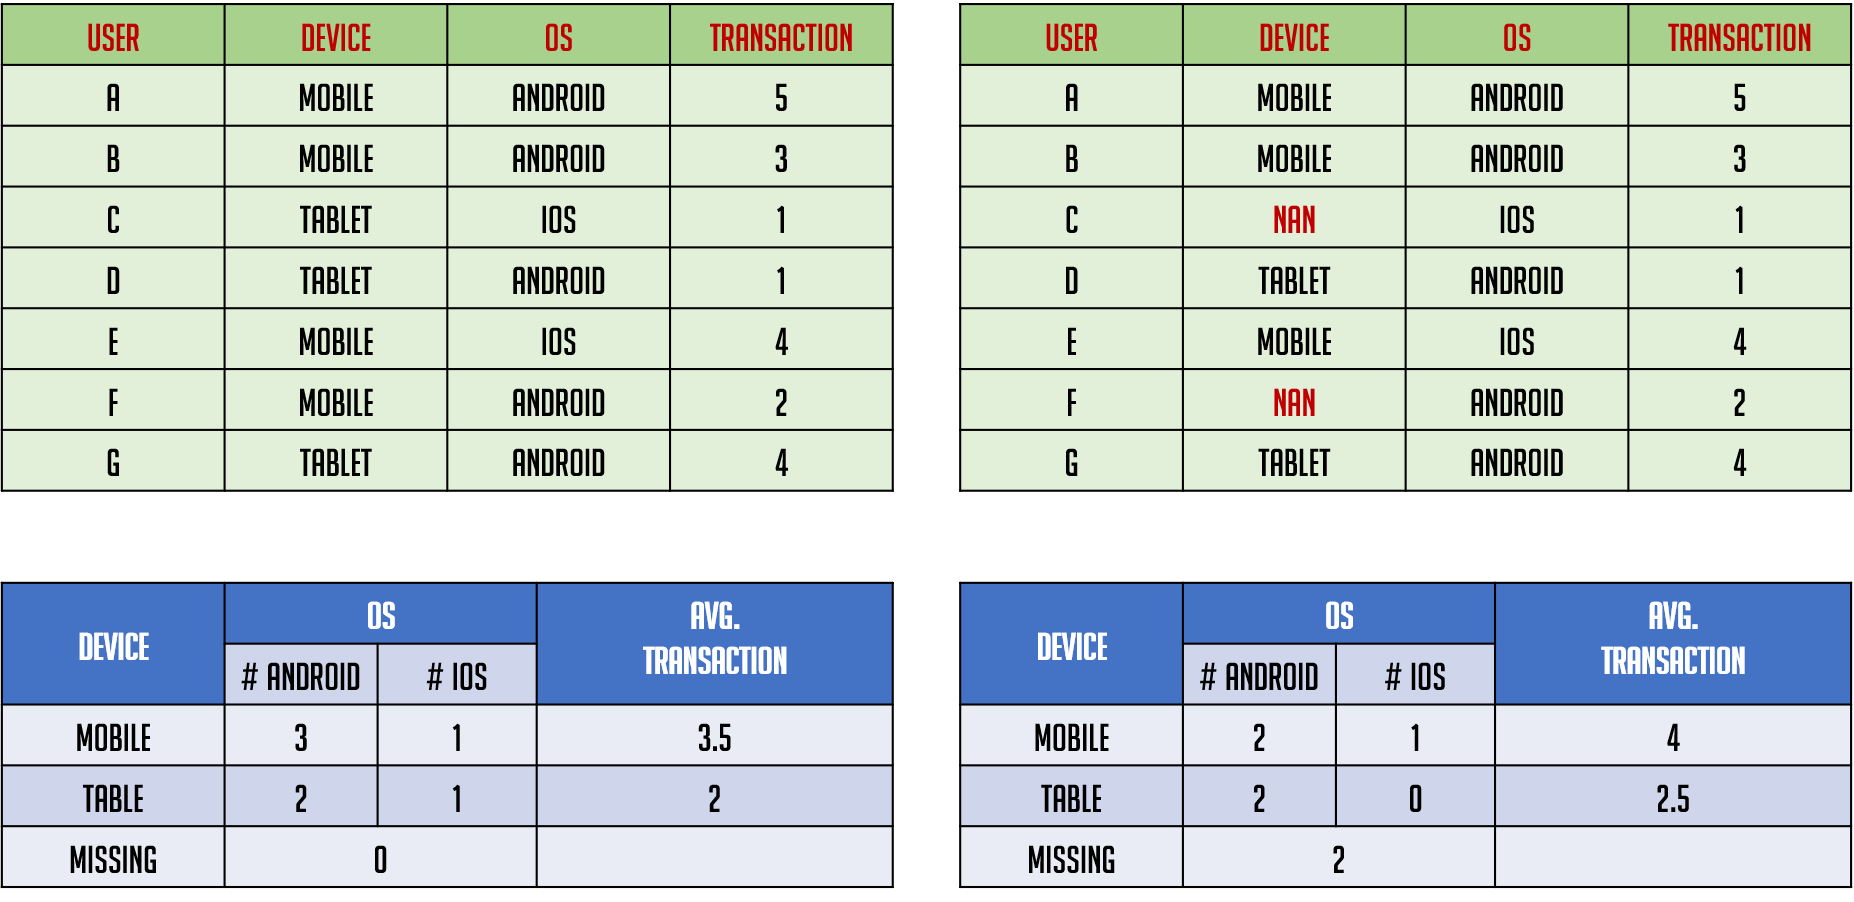 USER DEVICE OS TRANSACTION
A MOBILE ANDROID 5
B MOBILE ANDROID 3
C TABLET IOS 1
D TABLET ANDROID 1
E MOBILE IOS 4
F MOBILE ANDROID 2
G TABLET ANDROID 4
USER DEVICE OS TRANSACTION
A MOBILE ANDROID 5
B MOBILE ANDROID 3
C NAN IOS 1
D TABLET ANDROID 1
E MOBILE IOS 4
F NAN ANDROID 2
G TABLET ANDROID 4
DEVICE OS AVG.
TRANSACTION
# ANDROID # IOS
MOBILE 3 1 3.5
TABLE 2 1 2
MISSING 0
DEVICE OS AVG.
TRANSACTION
# ANDROID # IOS
MOBILE 2 1 4
TABLE 2 0 2.5
MISSING 2